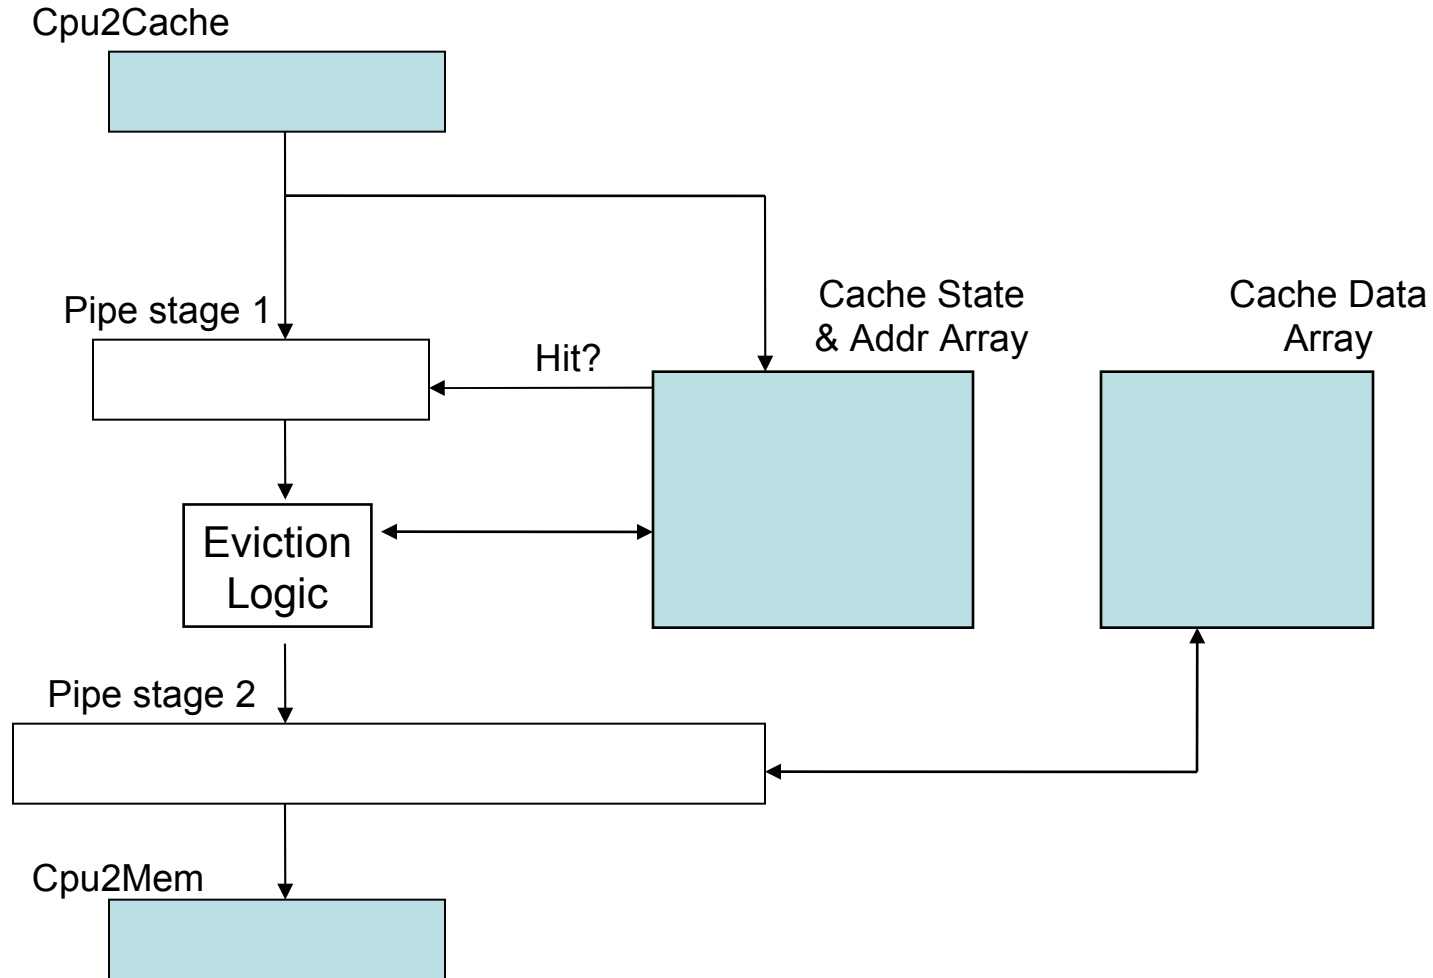 Cpu2Cache
Pipe stage 1
Hit?
Cache State
& Addr Array
Cache Data
Array
Eviction
Logic
Pipe stage 2
Cpu2Mem